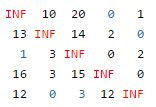 INF 10 20 0 1
13 INF 14 2 0
1 3 INF 0 2
16 3 15 INF 0
12 0 3 12 INF